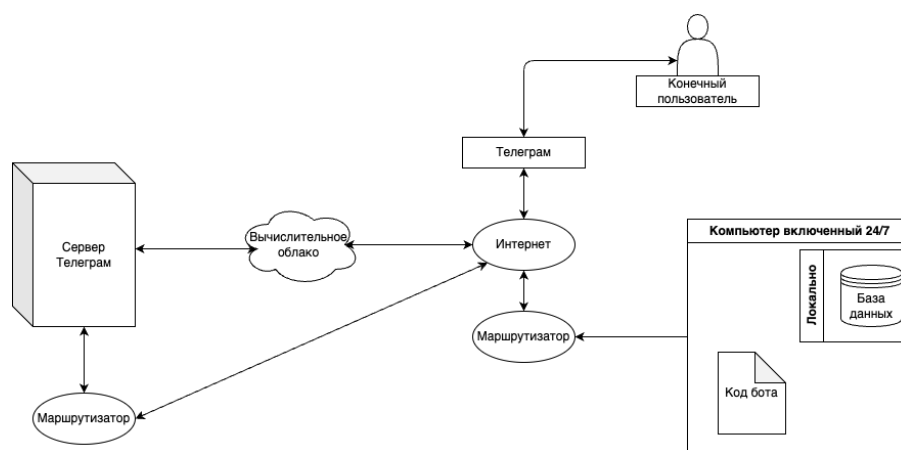 Конечный
пользователь
Телеграм
Сервер
Телеграм
Вычислительное
облако
Интернет
Компьютер включенный 24/7
Локально
База
данных
Маршрутизатор
Код бота
Маршрутизатор